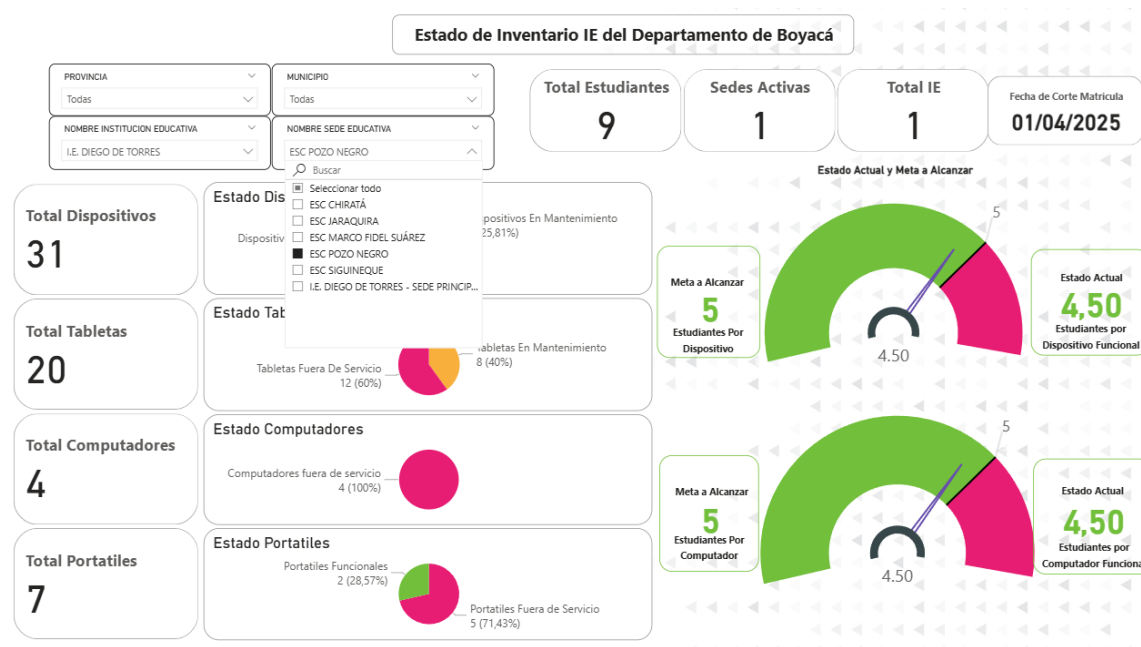 Estado de Inventario IE del Departamento de Boyacá
PROVINCIA
Todas
MUNICIPIO
Todas
NOMBRE INSTITUCION EDUCATIVA
I.E. DIEGO DE TORRES
NOMBRE SEDE EDUCATIVA
ESC POZO NEGRO
Buscar
Seleccionar todo
ESC CHIRATÁ
ESC JARAQUIRA
ESC MARCO FIDEL SUÁREZ
ESC POZO NEGRO
ESC SIGUINEQUE
I.E. DIEGO DE TORRES - SEDE PRINCIP...
Total Estudiantes
9
Sedes Activas
1
Total IE
1
Fecha de Corte Matricula
01/04/2025
Total Dispositivos
31
Estado Dis
Dispositiv
positivos En Mantenimiento
25,81%)
Total Tabletas
20
Estado Tab
Tabletas En Mantenimiento
8 (40%)
Tabletas Fuera De Servicio
12 (60%)
Total Computadores
4
Estado Computadores
Computadores fuera de servicio
4 (100%)
Total Portatiles
7
Estado Portatiles
Portatiles Funcionales
2 (28,57%)
Portatiles Fuera de Servicio
5 (71,43%)
Estado Actual y Meta a Alcanzar
Meta a Alcanzar
5
Estudiantes Por
Dispositivo
5
4.50
Estado Actual
4,50
Estudiantes por
Dispositivo Funcional
Meta a Alcanzar
5
Estudiantes Por
Computador
5
4.50
Estado Actual
4,50
Estudiantes por
Computador Funciona